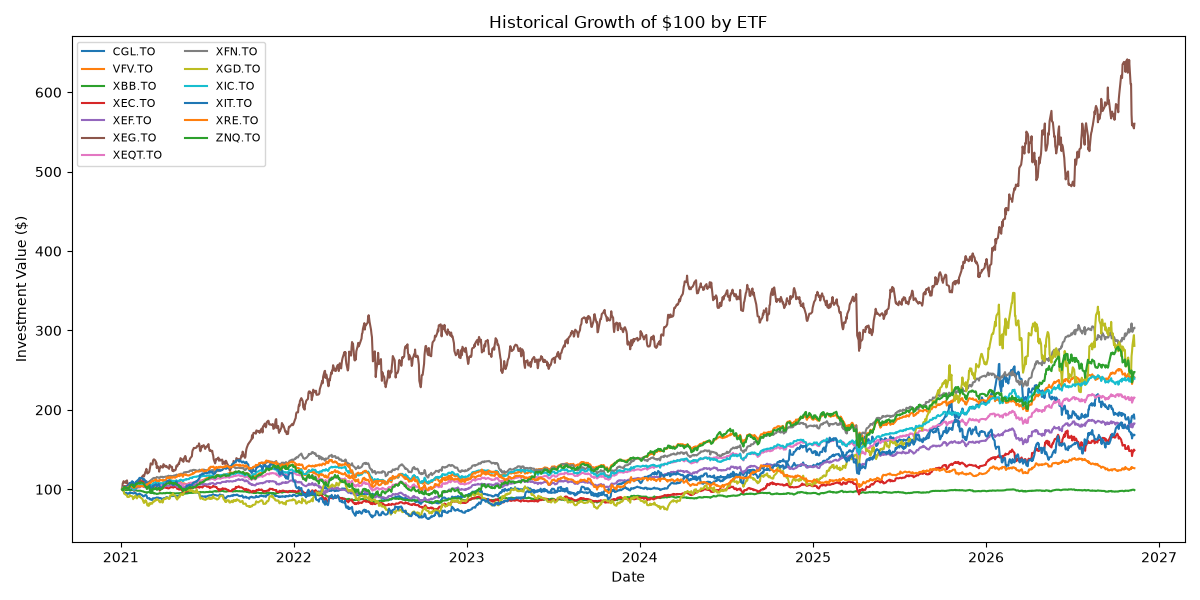 Historical Growth of $100 by ETF
CGL.TO
VFV.TO
XBB.TO
XEC.TO
XEF.TO
XEG.TO
XEQT.TO
XFN.TO
XGD.TO
XIC.TO
XIT.TO
XRE.TO
ZNQ.TO
Investment Value ($)
600
500
400
300
200
100
2021
2022
2023
2024
2025
2026
2027
Date